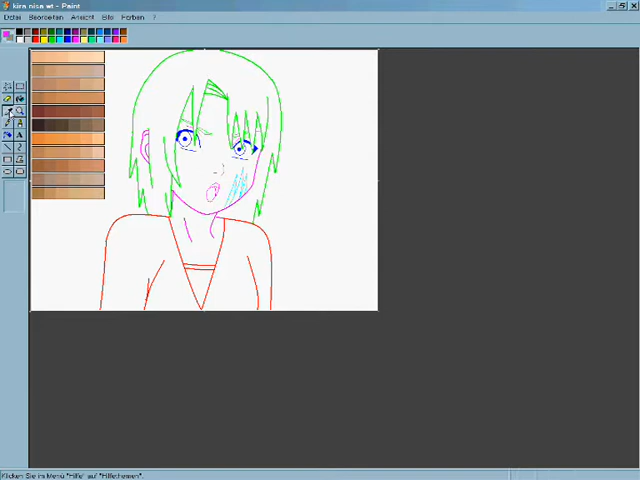 kira nisa wt - Paint
Datei Bearbeiten Ansicht Bild Farben ?
A
Klicken Sie im Menü "Hilfe" auf "Hilfethemen".